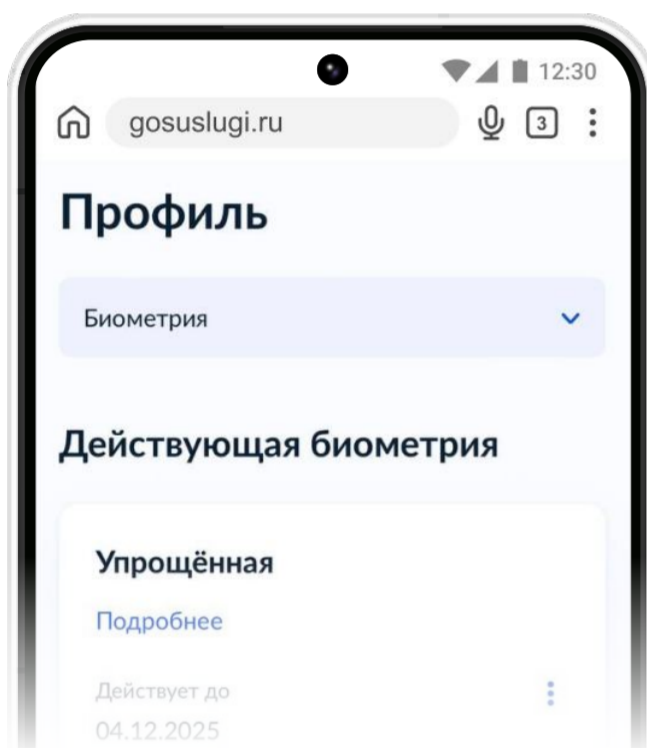 12:30
gosuslugi.ru
3
Профиль
Биометрия
Действующая биометрия
Упрощённая
Подробнее
Действует до
04.12.2025